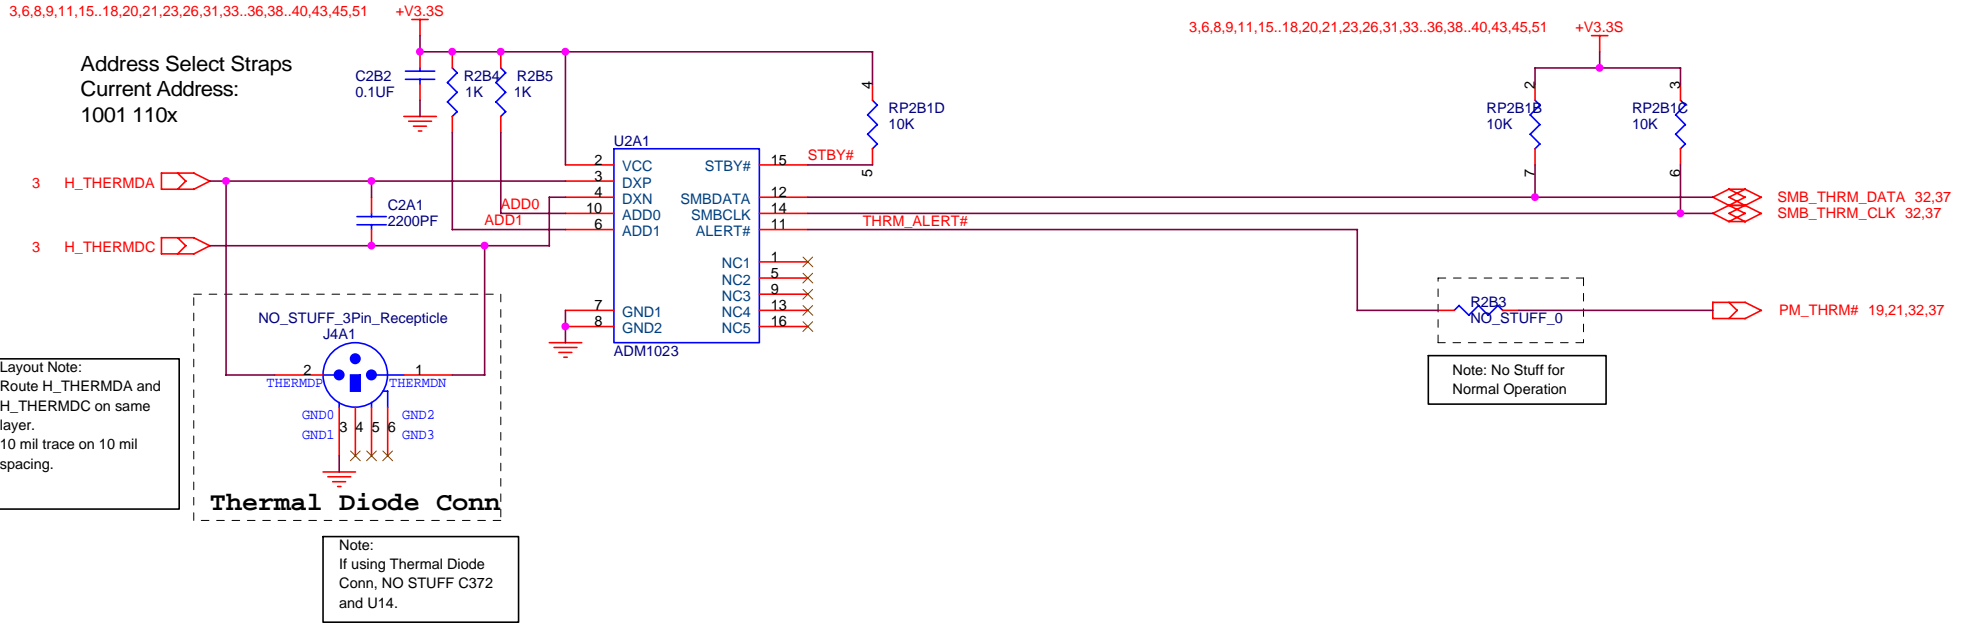 3,6,8,9,11,15..18,20,21,23,26,31,33..36,38..40,43,45,51 +V3.3S
3,6,8,9,11,15..18,20,21,23,26,31,33..36,38..40,43,45,51 +V3.3S
Address Select Straps
Current Address:
1001 110x
C2B2
0.1UF
R2B4
1K
R2B5
1K
4
RP2B1D
10K
5
2
RP2B1B
10K
7
3
RP2B1C
10K
6
U2A1
2 VCC
3 DXP
4 DXN
10 ADD0
6 ADD1
7 GND1
8 GND2
STBY# 15
SMBDATA 12
SMBCLK 14
ALERT# 11
NC1 1
NC2 5
NC3 9
NC4 13
NC5 16
ADM1023
STBY#
ADD0
ADD1
THRM_ALERT#
3 H_THERMDA
C2A1
2200PF
3 H_THERMDC
SMB_THRM_DATA 32,37
SMB_THRM_CLK 32,37
R2B3
NO_STUFF_0
PM_THRM# 19,21,32,37
Note: No Stuff for
Normal Operation
NO_STUFF_3Pin_Recepticle
J4A1
2
THERMDP
1
THERMDN
GND0
GND1
3 4 5 6
GND2
GND3
Thermal Diode Conn
Layout Note:
Route H_THERMDA and
H_THERMDC on same
layer.
10 mil trace on 10 mil
spacing.
Note:
If using Thermal Diode
Conn, NO STUFF C372
and U14.